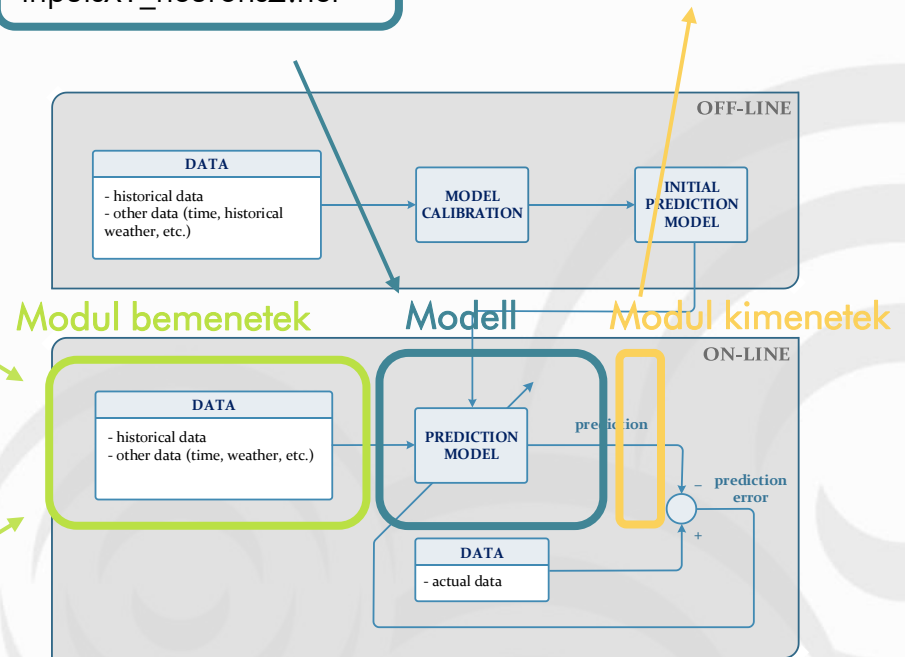 OFF-LINE
DATA
- historical data
- other data (time, historical
weather, etc.)
MODEL
CALIBRATION
INITIAL
PREDICTION
MODEL
Modul bemenetek
Modell
Modul kimenetek
ON-LINE
DATA
- historical data
- other data (time, weather, etc.)
PREDICTION
MODEL
prediction
−
prediction
error
+
DATA
- actual data